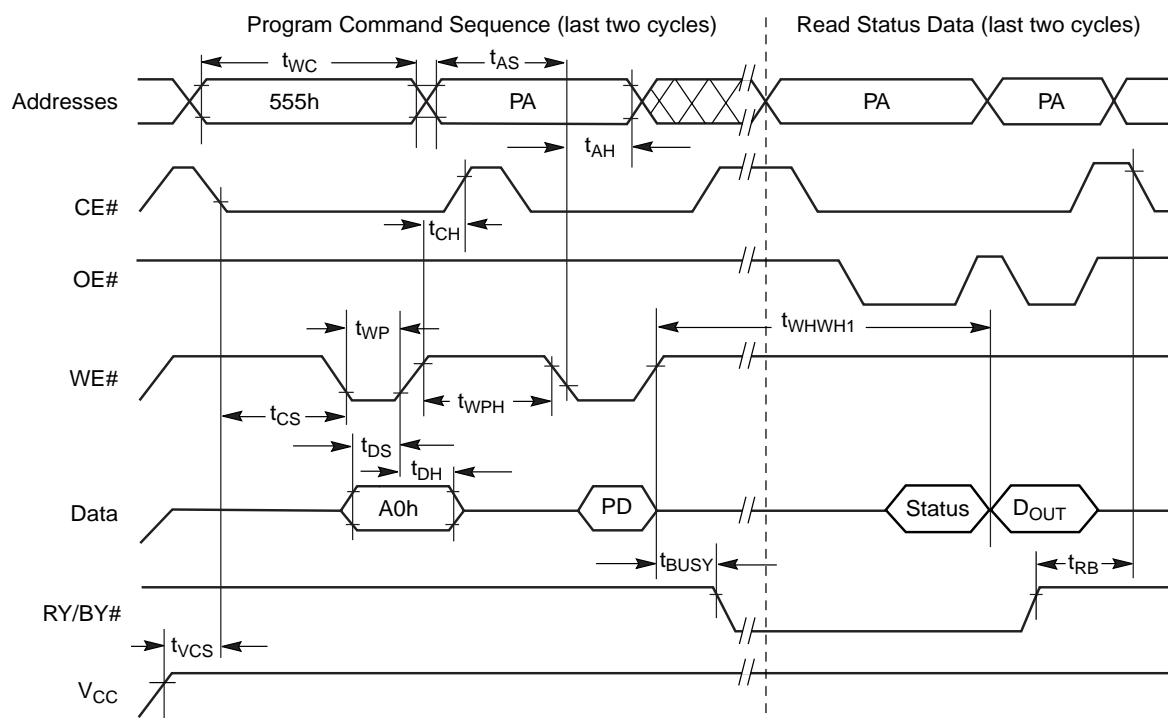 Program Command Sequence (last two cycles) Read Status Data (last two cycles)
tWC tAS
Addresses 555h PA PA PA
tAH
CE#
tCH
OE#
tWP tWHWH1
WE#
tCS tWPH
tDS
tDH
Data A0h PD Status DOUT
tBUSY tRB
RY/BY#
tVCS
VCC